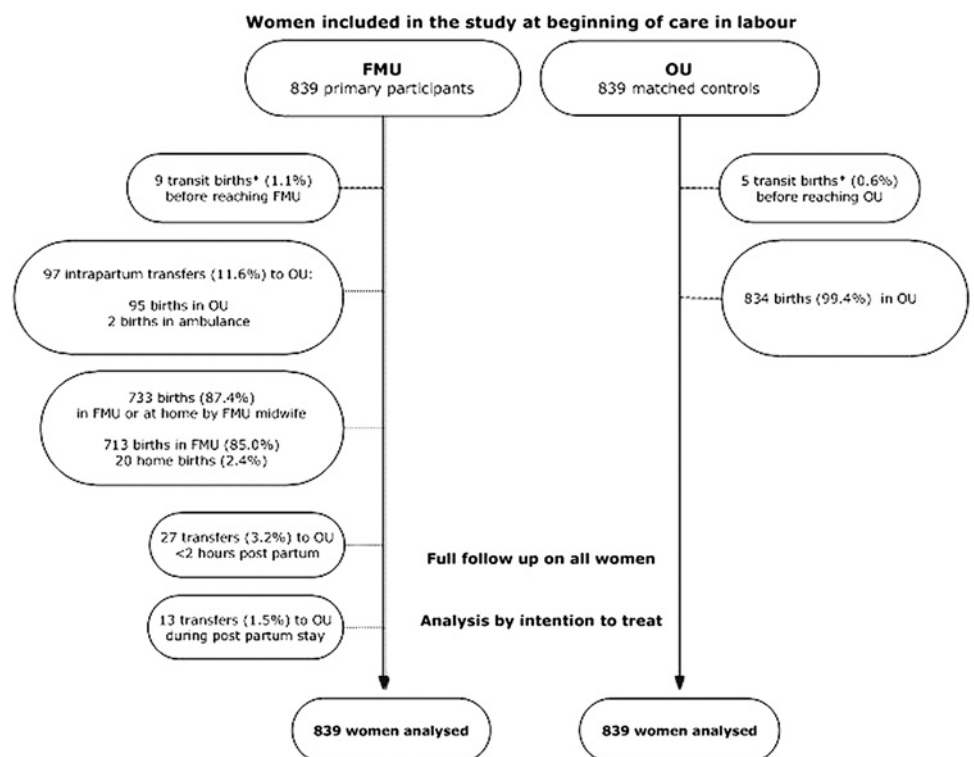 Women included in the study at beginning of care in labour
FMU
839 primary participants
OU
839 matched controls
9 transit births* (1.1%)
before reaching FMU
5 transit births* (0.6%)
before reaching OU
97 intrapartum transfers (11.6%) to OU:
95 births in OU
2 births in ambulance
834 births (99.4%) in OU
733 births (87.4%)
in FMU or at home by FMU midwife
713 births in FMU (85.0%)
20 home births (2.4%)
27 transfers (3.2%) to OU
<2 hours post partum
Full follow up on all women
13 transfers (1.5%) to OU
during post partum stay
Analysis by intention to treat
839 women analysed
839 women analysed